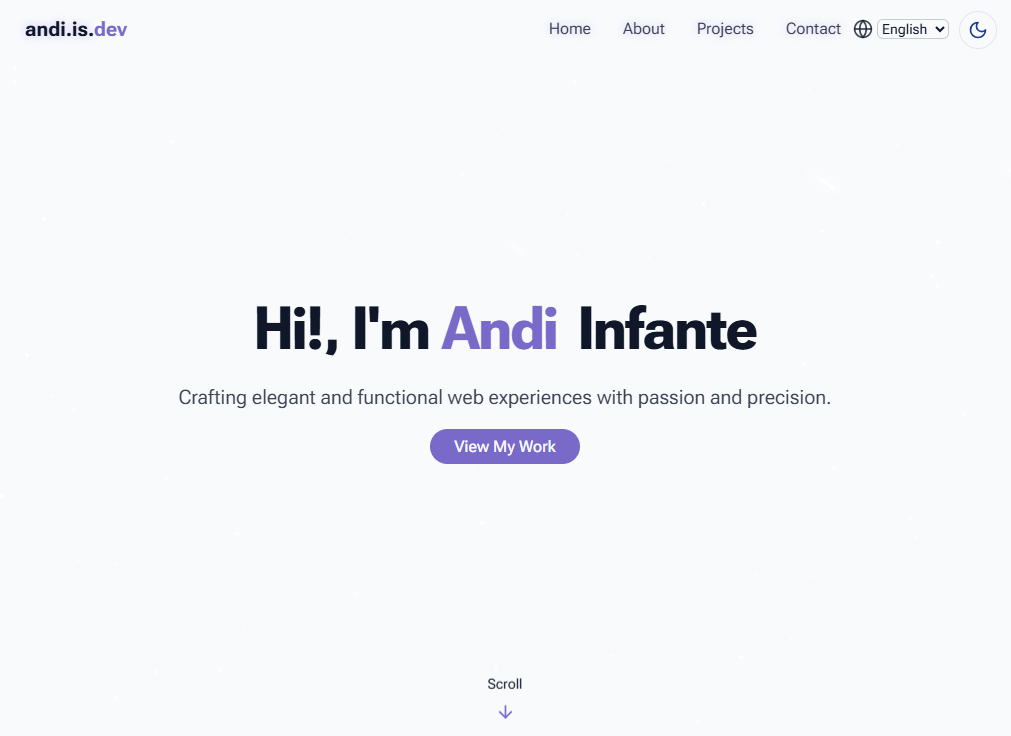 andi.is.dev
Home About Projects Contact English
Hi!, I'm Andi Infante
Crafting elegant and functional web experiences with passion and precision.
View My Work
Scroll